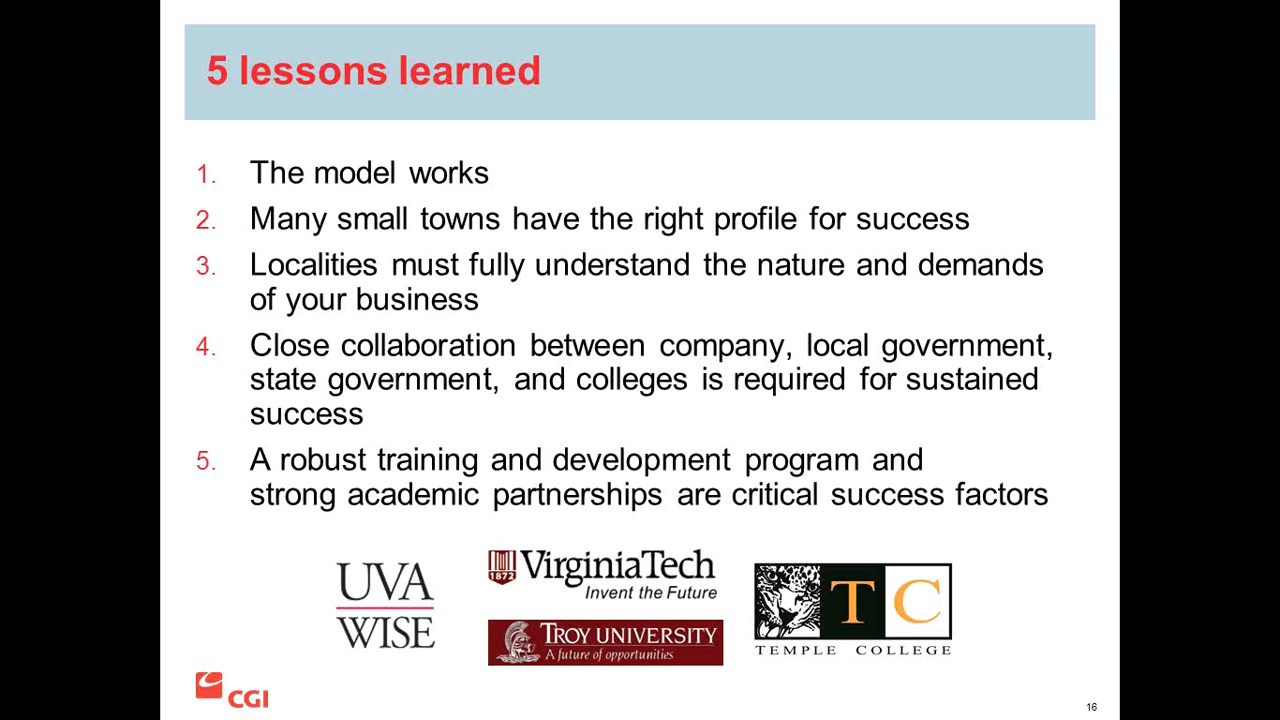 5 lessons learned
1. The model works
2. Many small towns have the right profile for success
3. Localities must fully understand the nature and demands
of your business
4. Close collaboration between company, local government,
state government, and colleges is required for sustained
success
5. A robust training and development program and
strong academic partnerships are critical success factors
UVA
WISE
1872
VirginiaTech
Invent the Future
TROY UNIVERSITY
A future of opportunities
TC
TEMPLE COLLEGE
CGI
16